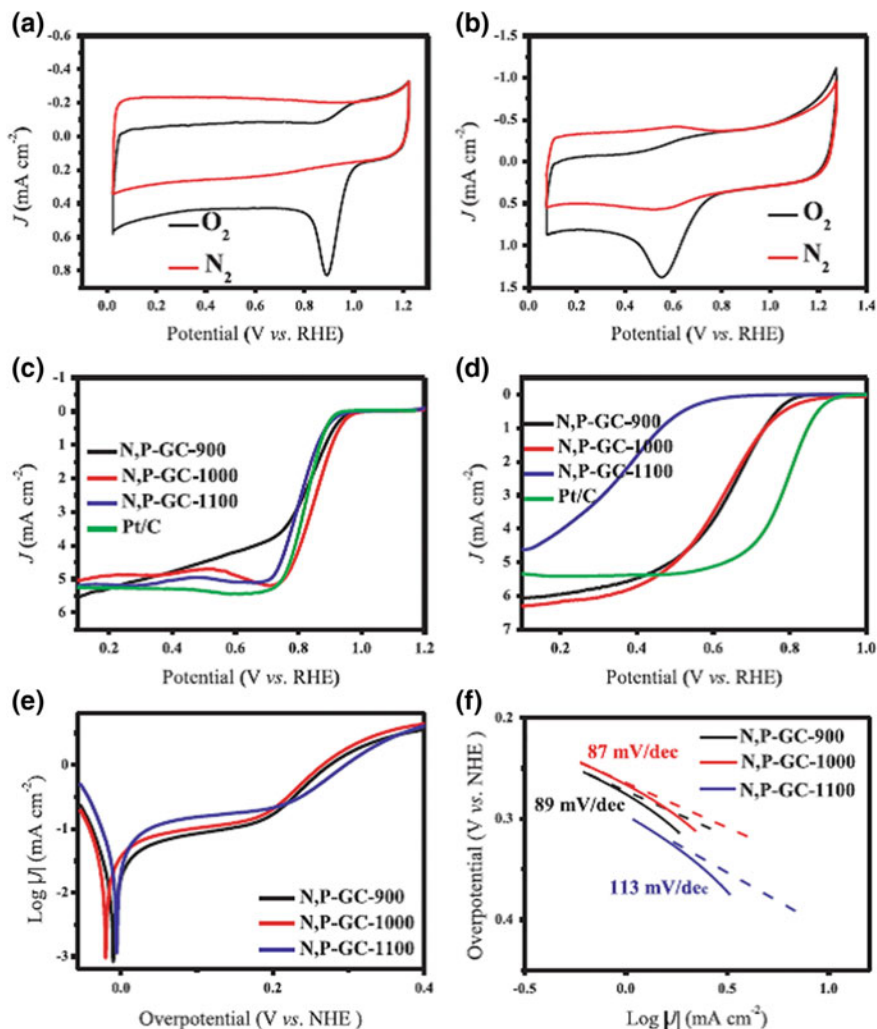 (a)
-0.6
-0.4
-0.2
0.0
0.2
0.4
0.6
0.8
J (mA cm⁻²)
O₂
N₂
0.0 0.2 0.4 0.6 0.8 1.0 1.2
Potential (V vs. RHE)
(b)
-1.5
-1.0
-0.5
0.0
0.5
1.0
1.5
J (mA cm⁻²)
O₂
N₂
0.0 0.2 0.4 0.6 0.8 1.0 1.2 1.4
Potential (V vs. RHE)
(c)
-1
0
1
2
3
4
5
6
J (mA cm⁻²)
N,P-GC-900
N,P-GC-1000
N,P-GC-1100
Pt/C
0.2 0.4 0.6 0.8 1.0 1.2
Potential (V vs. RHE)
(d)
0
1
2
3
4
5
6
7
J (mA cm⁻²)
N,P-GC-900
N,P-GC-1000
N,P-GC-1100
Pt/C
0.2 0.4 0.6 0.8 1.0
Potential (V vs. RHE)
(e)
0
-1
-2
-3
Log |J| (mA cm⁻²)
N,P-GC-900
N,P-GC-1000
N,P-GC-1100
0.0 0.2 0.4
Overpotential (V vs. NHE )
(f)
0.2
0.3
0.4
Overpotential (V vs. NHE )
87 mV/dec
89 mV/dec
113 mV/dec
N,P-GC-900
N,P-GC-1000
N,P-GC-1100
-0.5 0.0 0.5 1.0
Log |J| (mA cm⁻²)